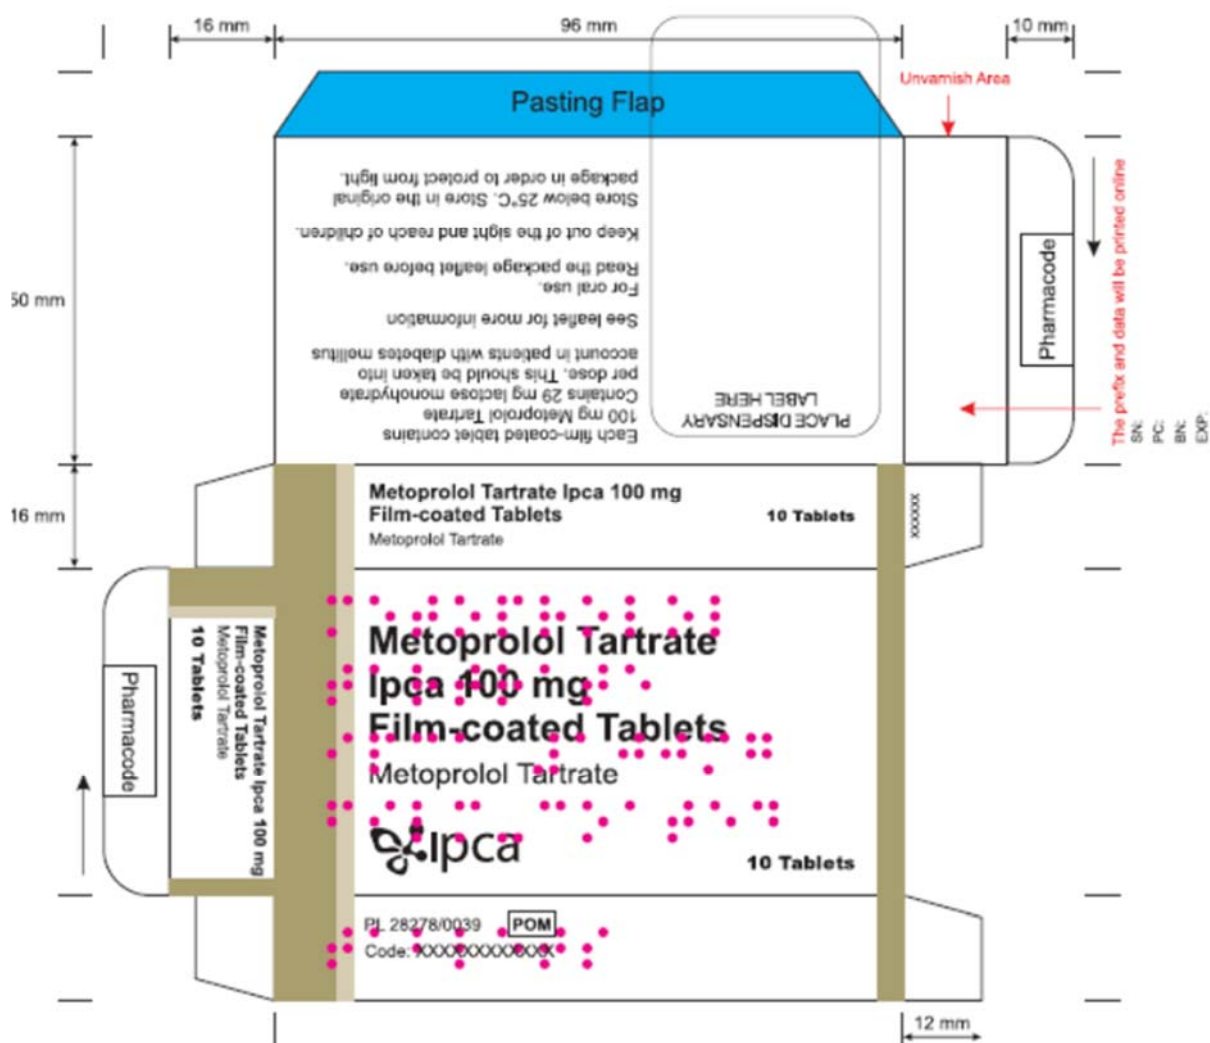 16 mm
96 mm
10 mm
Unvarnish Area
Pasting Flap
The prefix and data will be printed online
SN:
PC:
BN:
EXP:
Pharmacode
50 mm
Each film-coated tablet contains
100 mg Metoprolol Tartrate
Contains 29 mg lactose monohydrate
per dose. This should be taken into
account in patients with diabetes mellitus
See leaflet for more information
For oral use.
Read the package leaflet before use.
Keep out of the sight and reach of children.
Store below 25°C. Store in the original
package in order to protect from light.
PLACE DISPENSARY
LABEL HERE
16 mm
Metoprolol Tartrate Ipca 100 mg
Film-coated Tablets
Metoprolol Tartrate
10 Tablets
XXXXXX
Pharmacode
Metoprolol Tartrate Ipca 100 mg
Film-coated Tablets
Metoprolol Tartrate
10 Tablets
Metoprolol Tartrate
Ipca 100 mg
Film-coated Tablets
Metoprolol Tartrate
ipca
10 Tablets
PL 28278/0039
POM
Code: XXXXXXXXXXXXX
12 mm